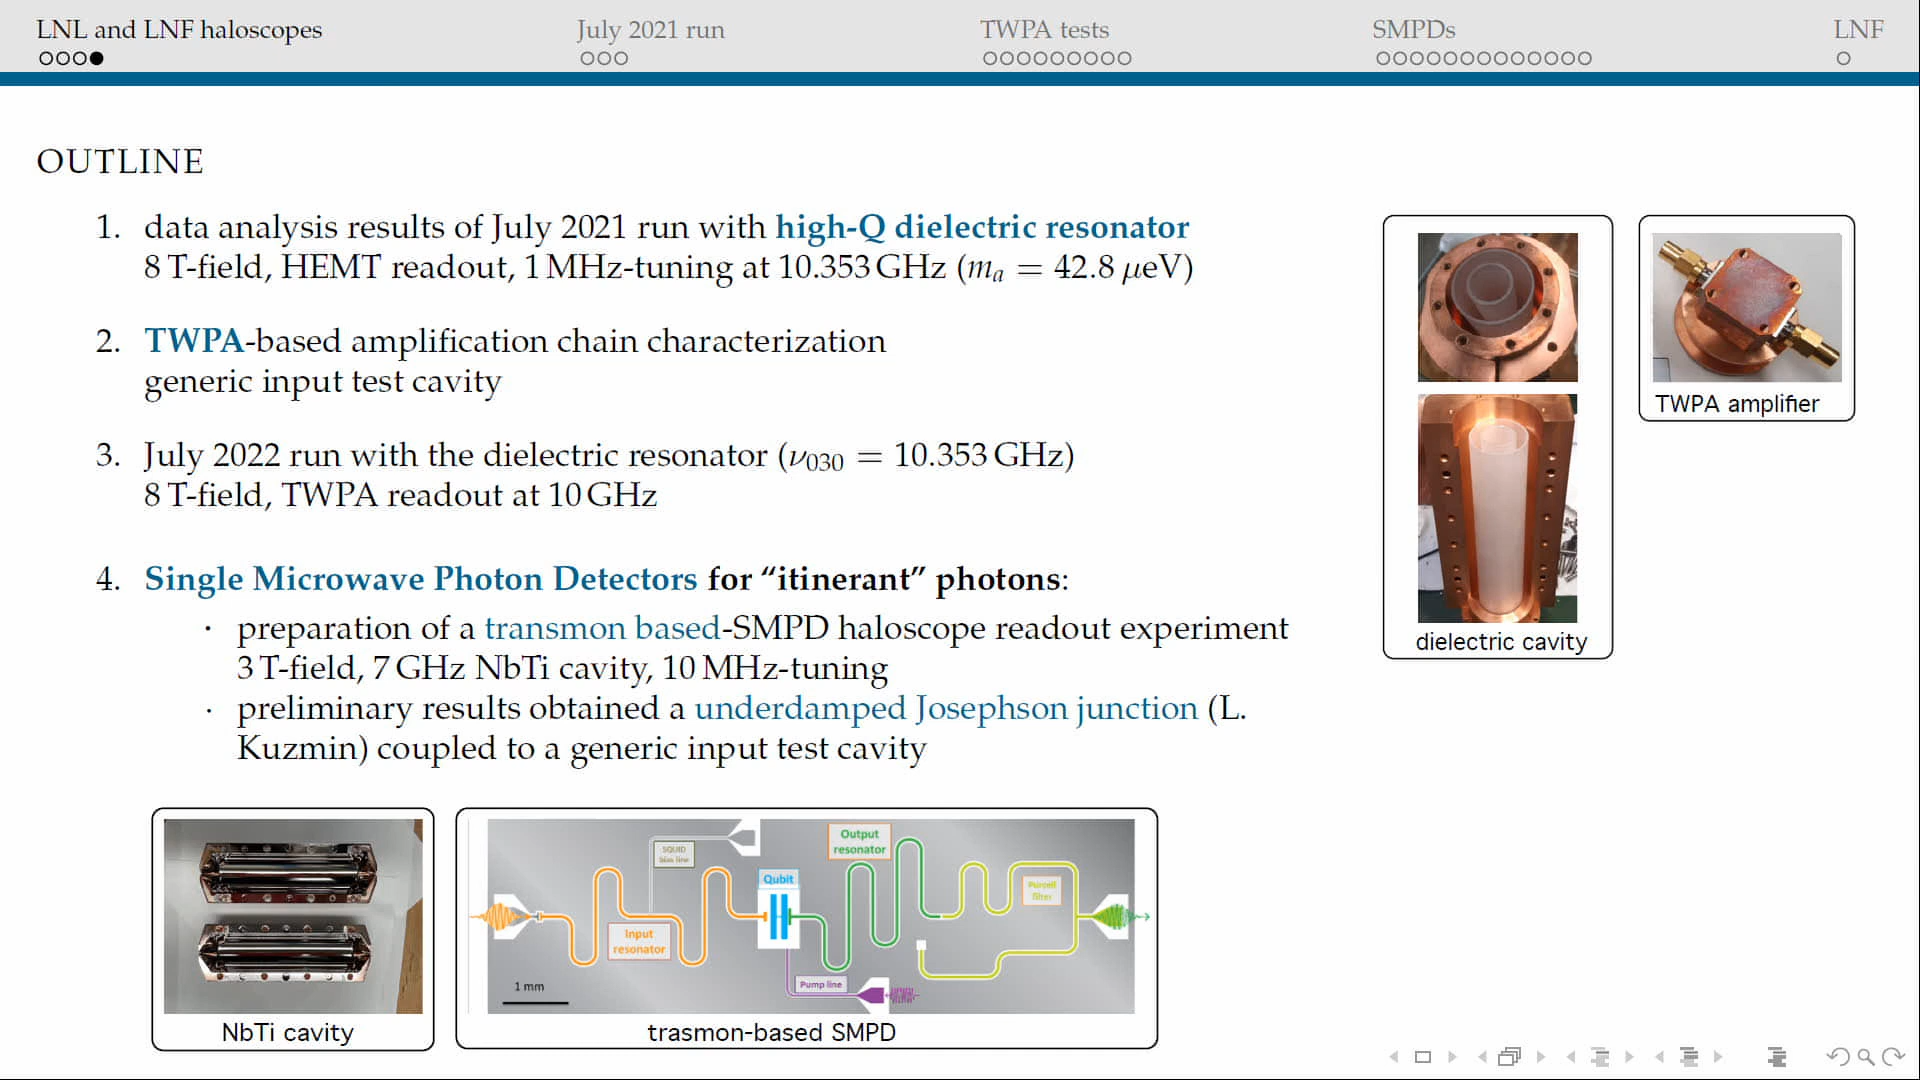 LNL and LNF haloscopes
July 2021 run
TWPA tests
SMPDs
LNF
OUTLINE
1. data analysis results of July 2021 run with high-Q dielectric resonator
8 T-field, HEMT readout, 1 MHz-tuning at 10.353 GHz (mₐ = 42.8 μeV)
2. TWPA-based amplification chain characterization
generic input test cavity
3. July 2022 run with the dielectric resonator (ν₀₃₀ = 10.353 GHz)
8 T-field, TWPA readout at 10 GHz
4. Single Microwave Photon Detectors for “itinerant” photons:
· preparation of a transmon based-SMPD haloscope readout experiment
3 T-field, 7 GHz NbTi cavity, 10 MHz-tuning
· preliminary results obtained a underdamped Josephson junction (L.
Kuzmin) coupled to a generic input test cavity
dielectric cavity
TWPA amplifier
NbTi cavity
SQUID
bias line
Output
resonator
Qubit
Purcell
filter
Input
resonator
Pump line
1 mm
trasmon-based SMPD